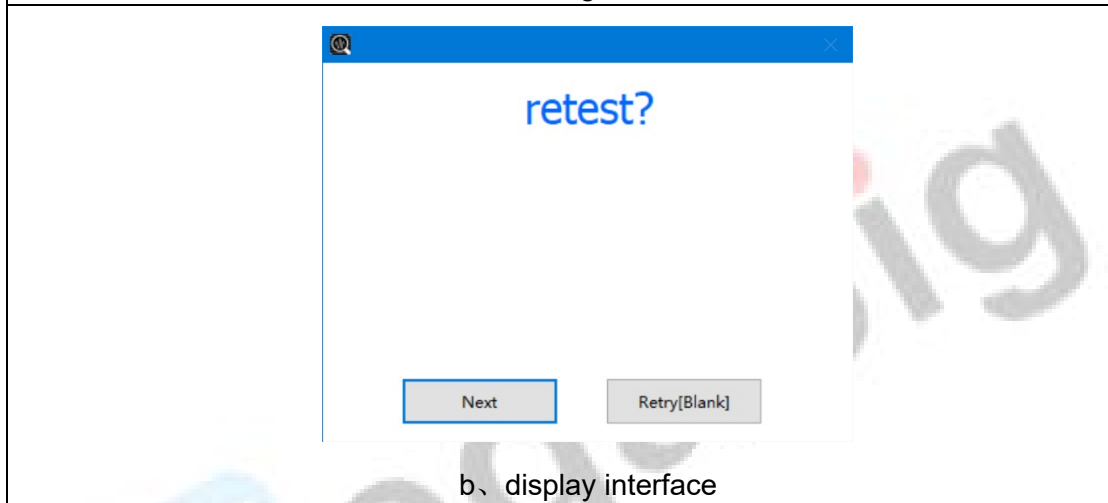 retest?
Next
Retry[Blank]
b、display interface